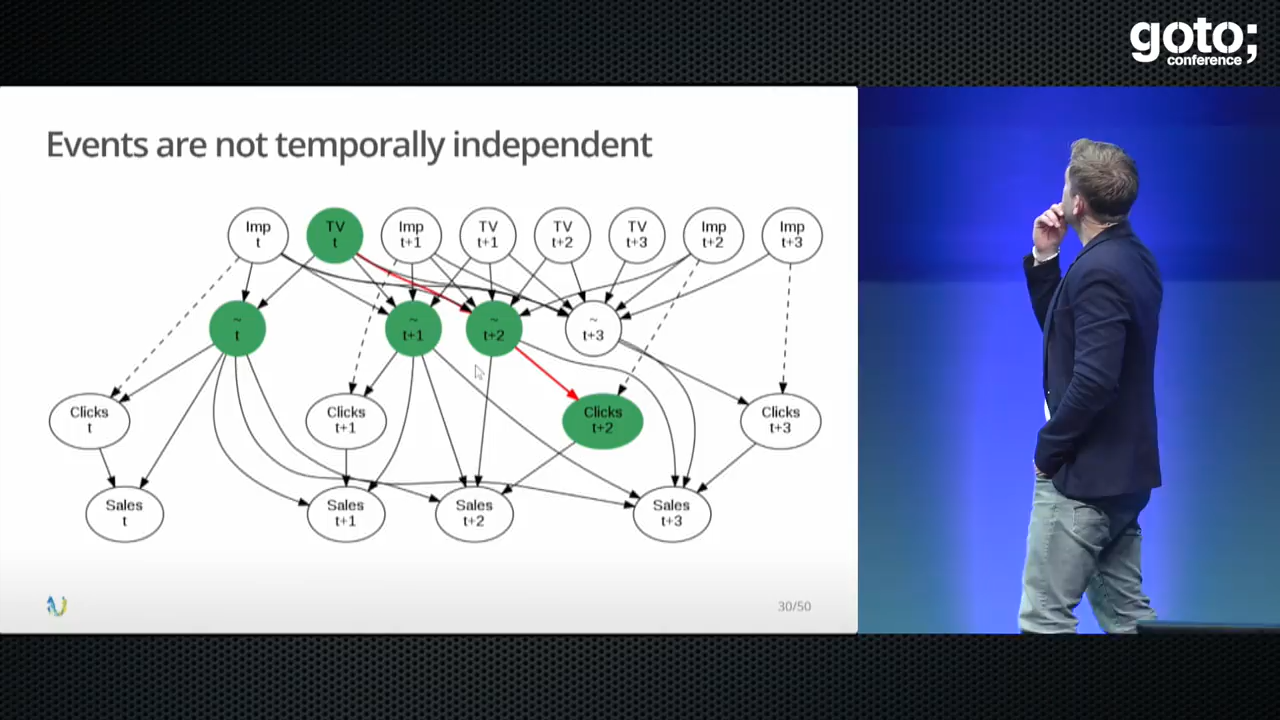 goto;
conference
Events are not temporally independent
Imp
t
TV
t
Imp
t+1
TV
t+1
TV
t+2
TV
t+3
Imp
t+2
Imp
t+3
~
t
~
t+1
~
t+2
~
t+3
Clicks
t
Clicks
t+1
Clicks
t+2
Clicks
t+3
Sales
t
Sales
t+1
Sales
t+2
Sales
t+3
30/50